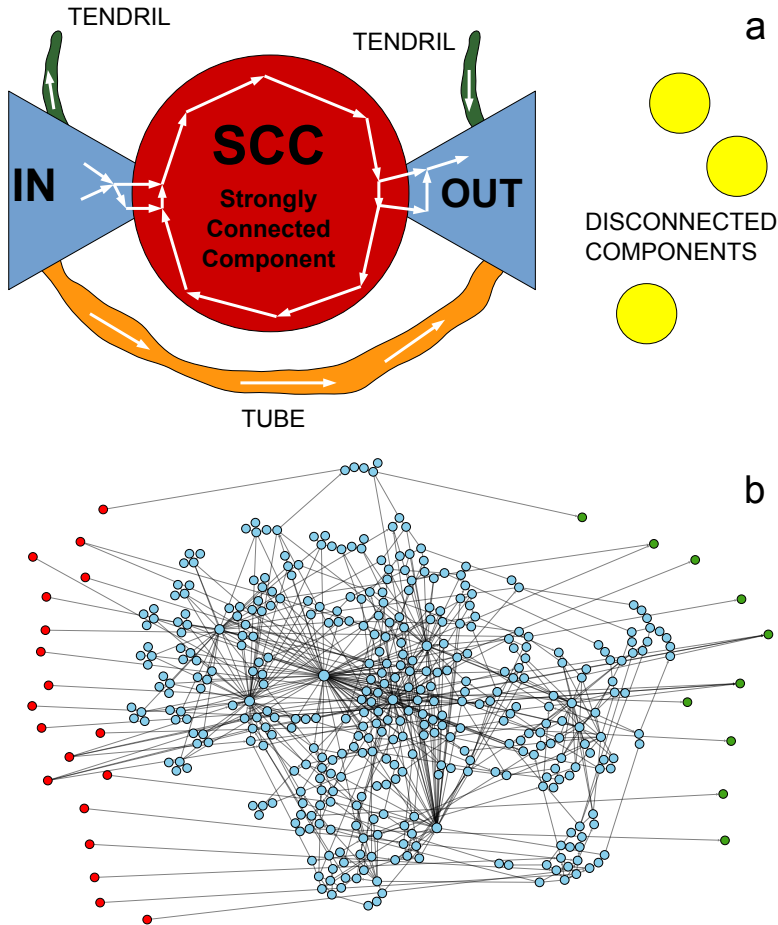 TENDRIL
TENDRIL
a
SCC
IN
OUT
Strongly
Connected
Component
DISCONNECTED
COMPONENTS
TUBE
b